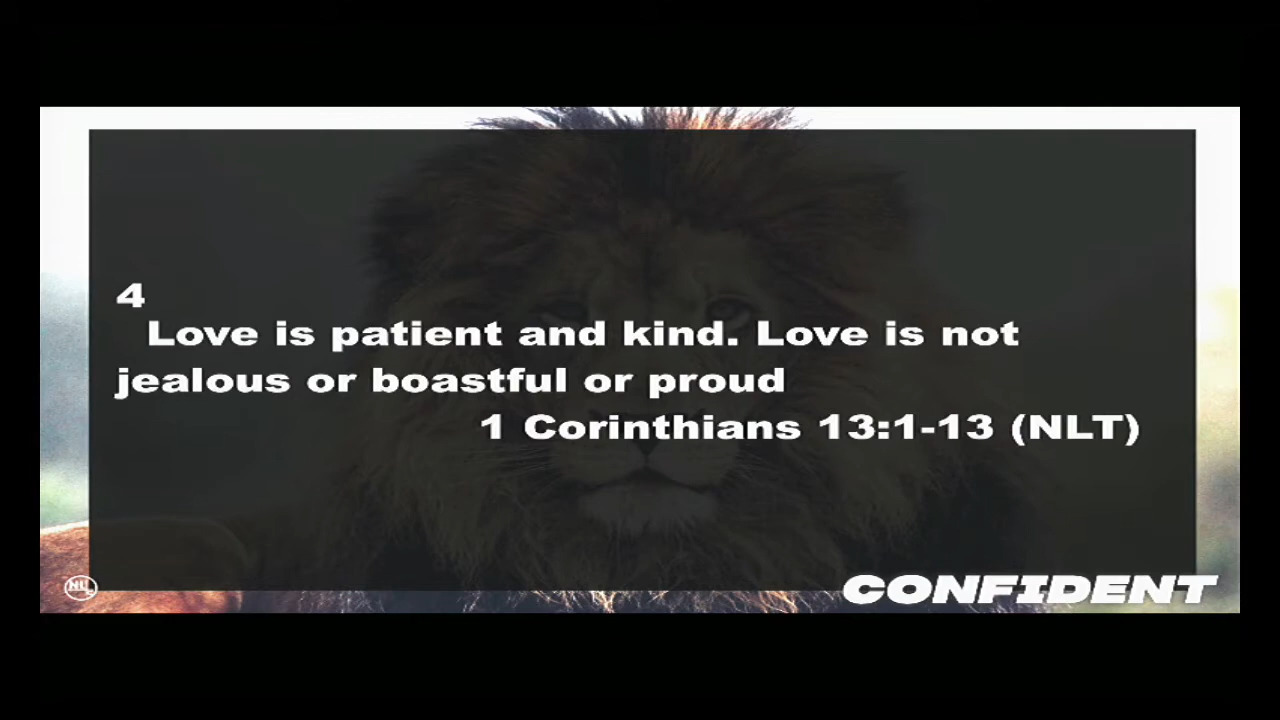 4
Love is patient and kind. Love is not
jealous or boastful or proud
1 Corinthians 13:1-13 (NLT)
CONFIDENT